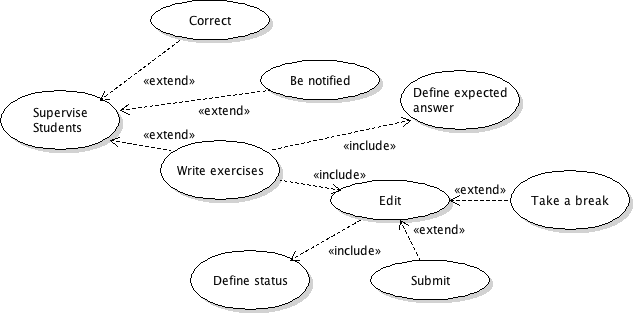 Correct
«extend»
Be notified
Define expected
answer
Supervise
Students
«extend»
«extend»
«include»
Write exercises
«include»
Edit
«extend»
Take a break
«extend»
«include»
Define status
Submit